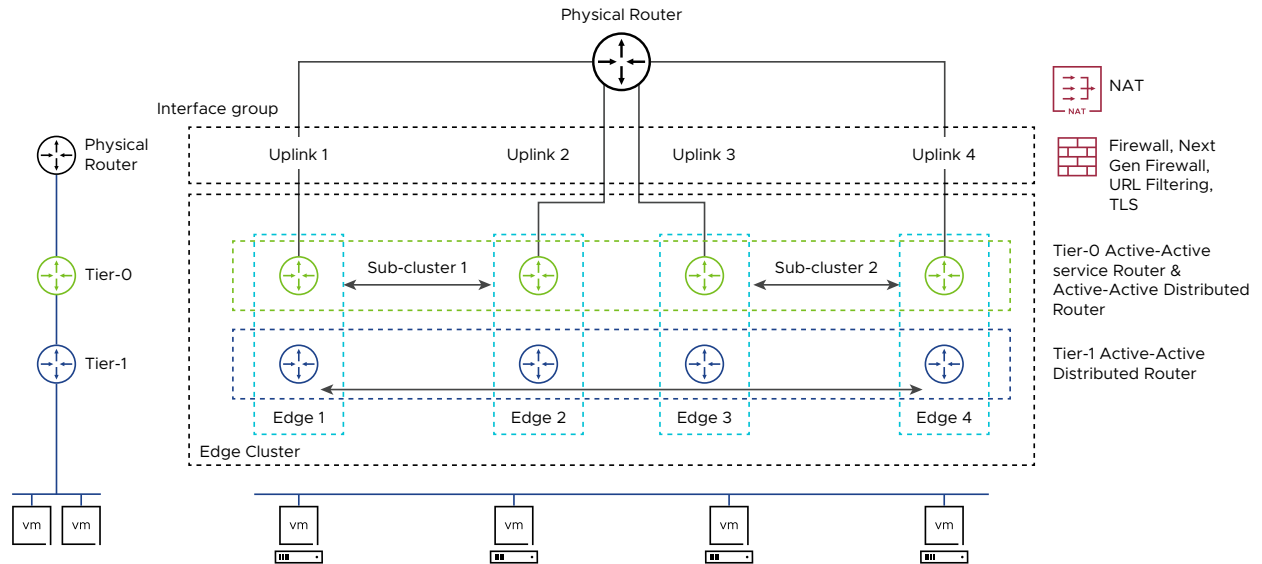 Physical Router
Interface group
NAT
NAT
Physical
Router
Uplink 1
Uplink 2
Uplink 3
Uplink 4
Firewall, Next
Gen Firewall,
URL Filtering,
TLS
Tier-0
Sub-cluster 1
Sub-cluster 2
Tier-0 Active-Active
service Router &
Active-Active Distributed
Router
Tier-1
Tier-1 Active-Active
Distributed Router
Edge 1
Edge 2
Edge 3
Edge 4
Edge Cluster
vm
vm
vm
vm
vm
vm